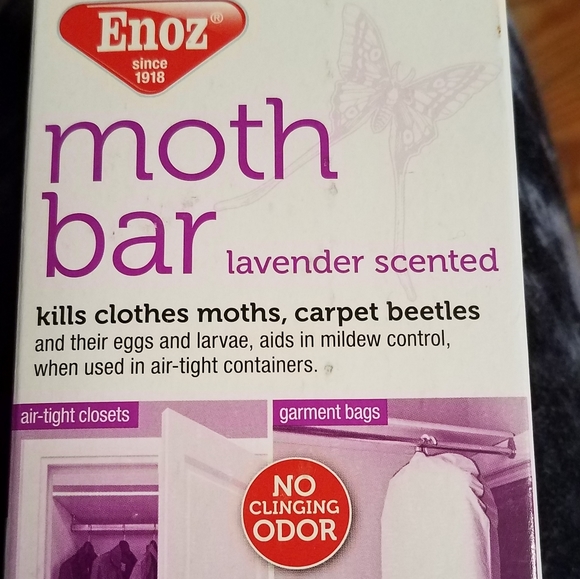 Enoz®
since
1918
moth
bar lavender scented
kills clothes moths, carpet beetles
and their eggs and larvae, aids in mildew control,
when used in air-tight containers.
air-tight closets
garment bags
NO
CLINGING
ODOR